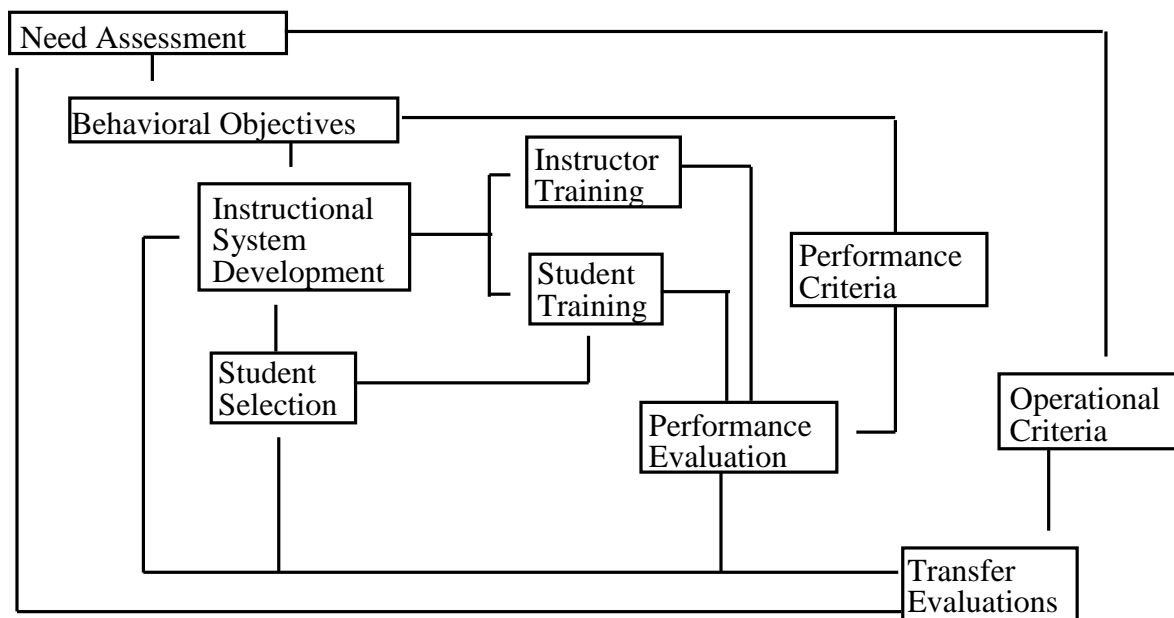 Need Assessment
Behavioral Objectives
Instructor
Training
Instructional
System
Development
Performance
Criteria
Student
Training
Student
Selection
Operational
Criteria
Performance
Evaluation
Transfer
Evaluations